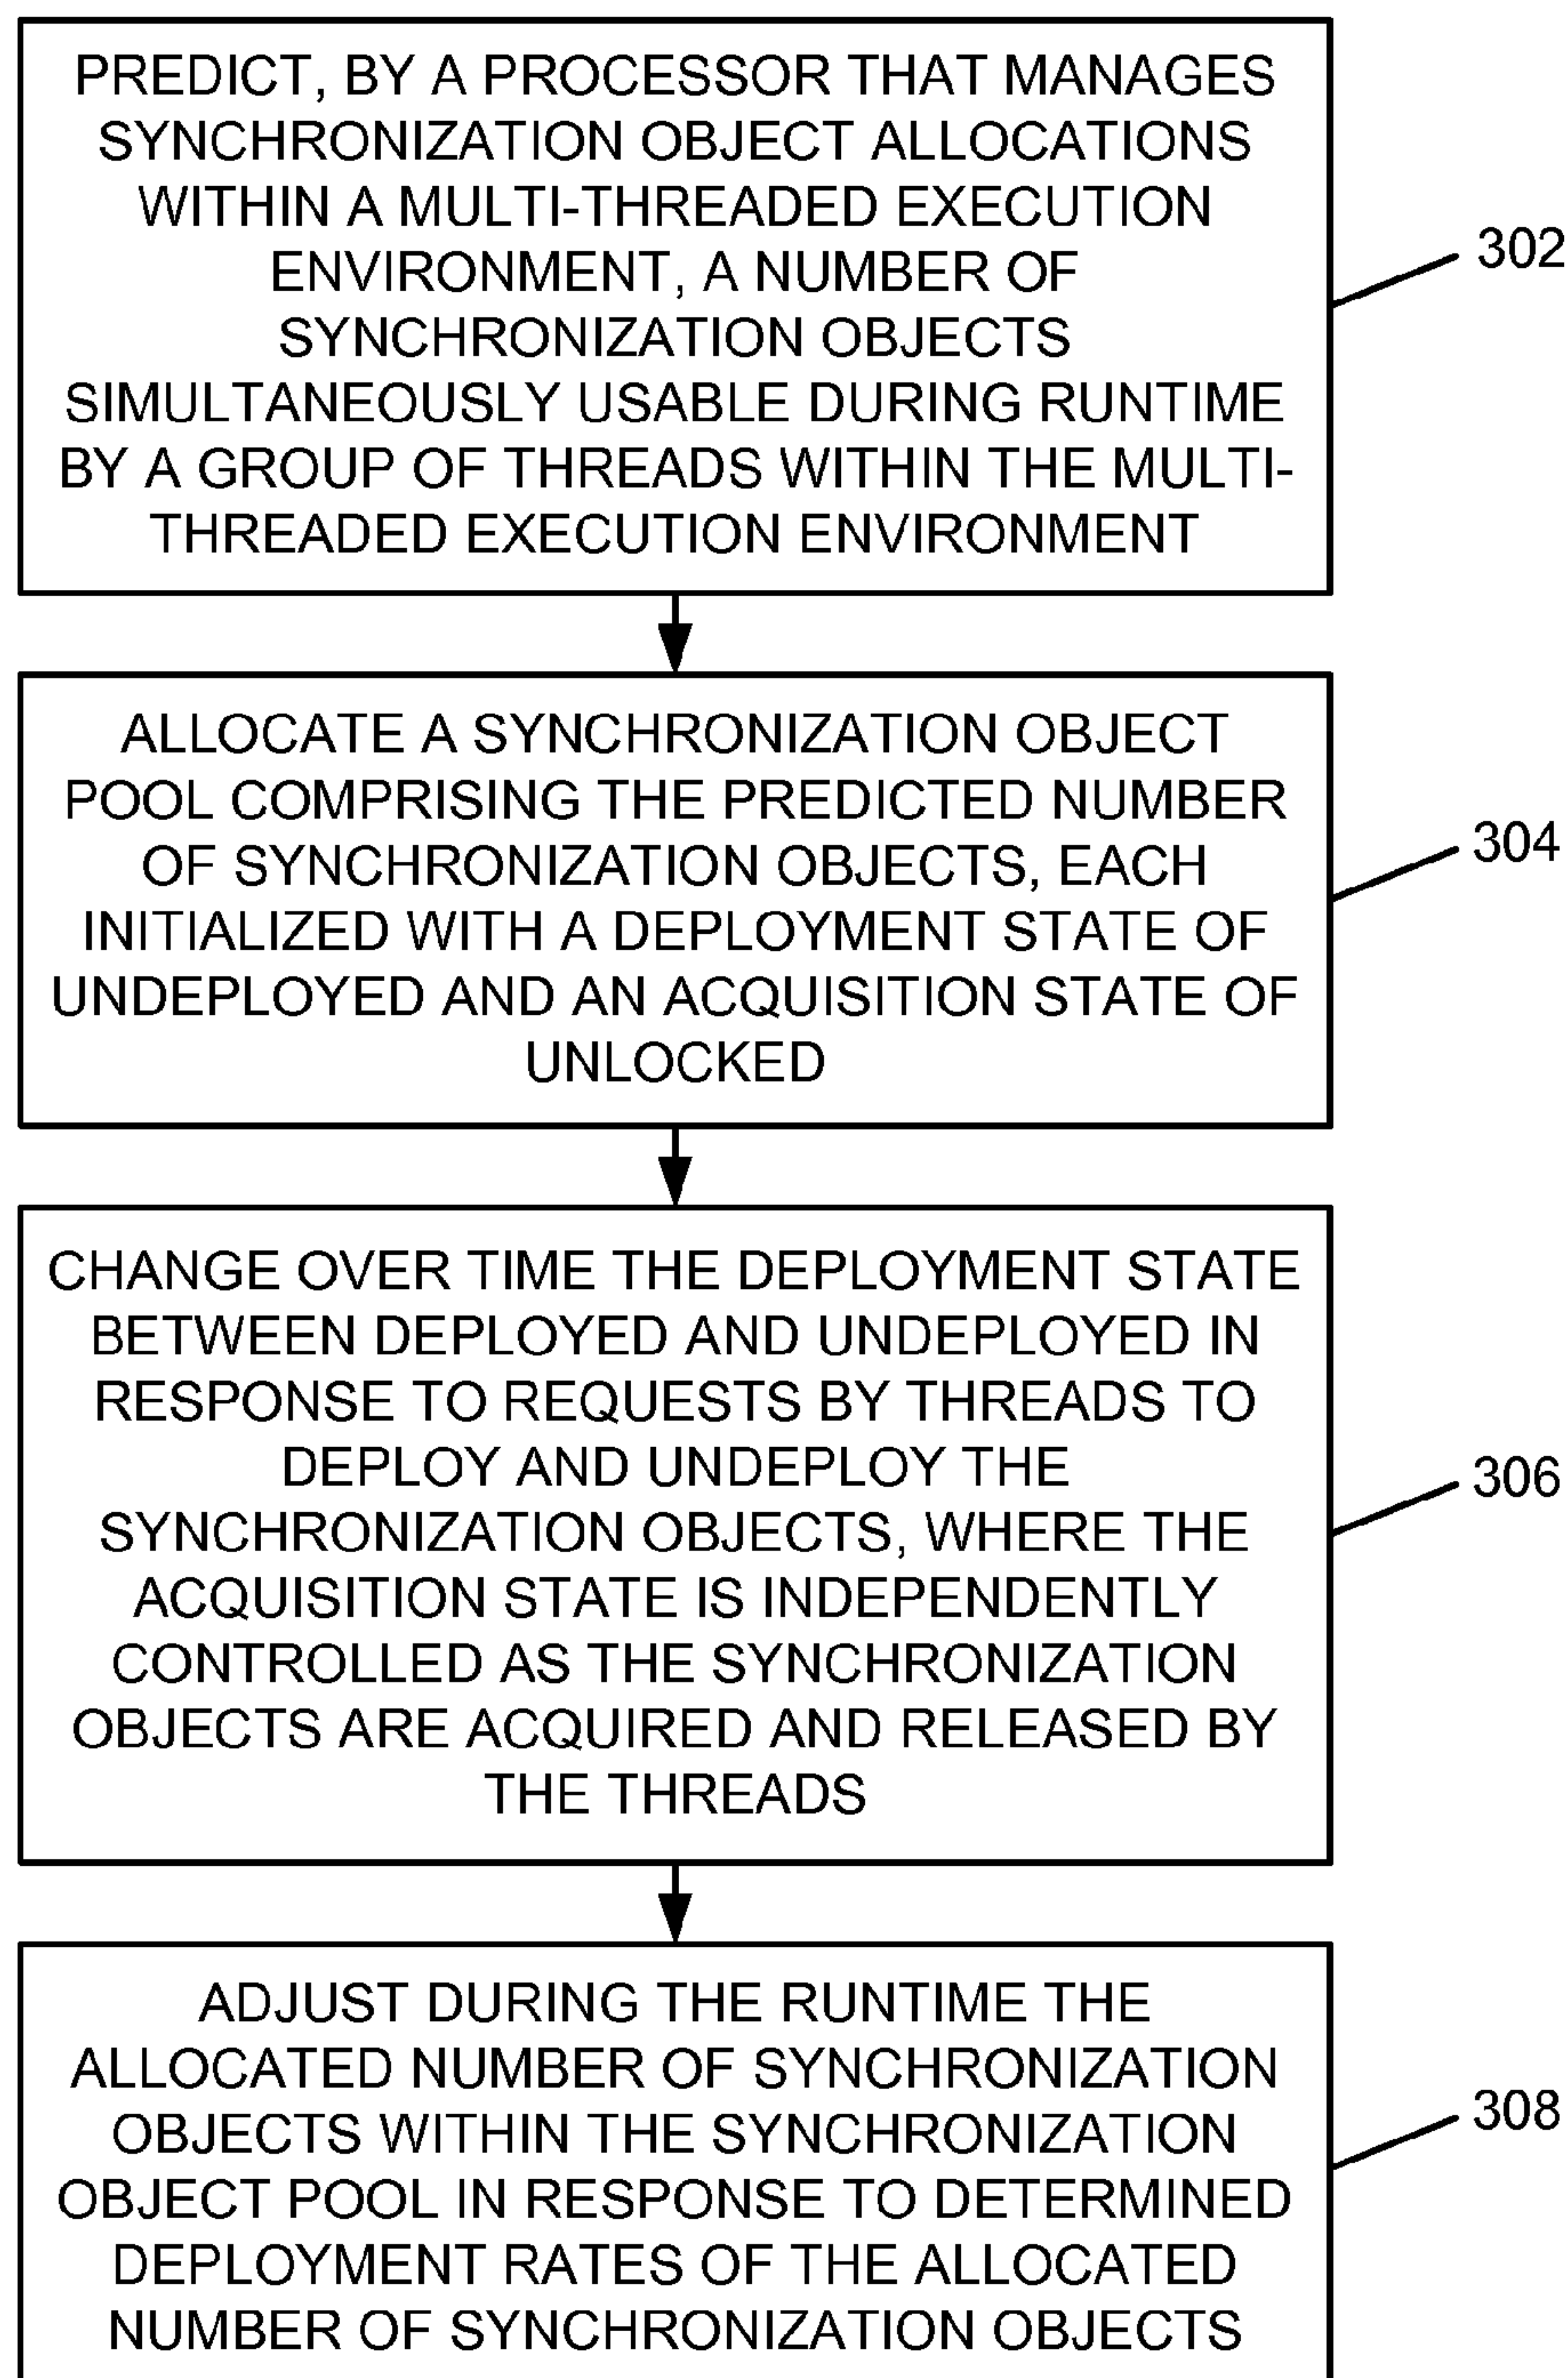 PREDICT, BY A PROCESSOR THAT MANAGES
SYNCHRONIZATION OBJECT ALLOCATIONS
WITHIN A MULTI-THREADED EXECUTION
ENVIRONMENT, A NUMBER OF
SYNCHRONIZATION OBJECTS
SIMULTANEOUSLY USABLE DURING RUNTIME
BY A GROUP OF THREADS WITHIN THE MULTI-
THREADED EXECUTION ENVIRONMENT
302
ALLOCATE A SYNCHRONIZATION OBJECT
POOL COMPRISING THE PREDICTED NUMBER
OF SYNCHRONIZATION OBJECTS, EACH
INITIALIZED WITH A DEPLOYMENT STATE OF
UNDEPLOYED AND AN ACQUISITION STATE OF
UNLOCKED
304
CHANGE OVER TIME THE DEPLOYMENT STATE
BETWEEN DEPLOYED AND UNDEPLOYED IN
RESPONSE TO REQUESTS BY THREADS TO
DEPLOY AND UNDEPLOY THE
SYNCHRONIZATION OBJECTS, WHERE THE
ACQUISITION STATE IS INDEPENDENTLY
CONTROLLED AS THE SYNCHRONIZATION
OBJECTS ARE ACQUIRED AND RELEASED BY
THE THREADS
306
ADJUST DURING THE RUNTIME THE
ALLOCATED NUMBER OF SYNCHRONIZATION
OBJECTS WITHIN THE SYNCHRONIZATION
OBJECT POOL IN RESPONSE TO DETERMINED
DEPLOYMENT RATES OF THE ALLOCATED
NUMBER OF SYNCHRONIZATION OBJECTS
308